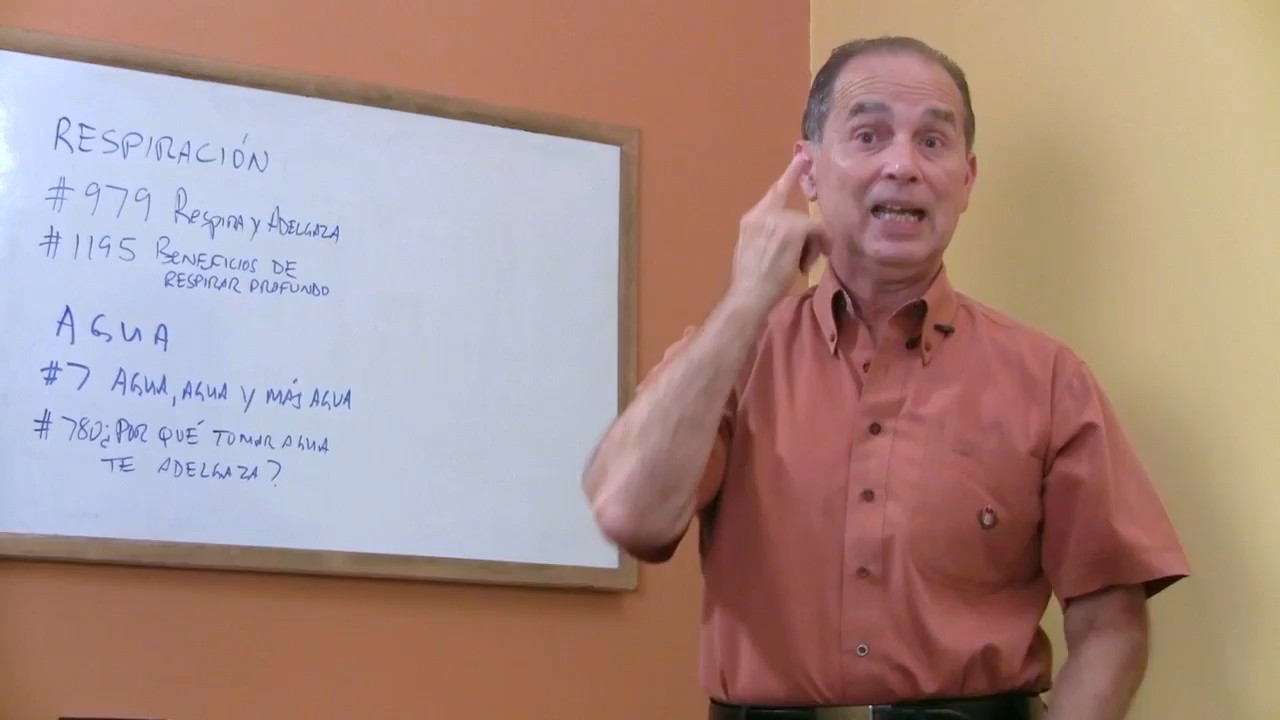 RESPIRACIÓN
#979 RESPIRA Y ADELGAZA
#1195 BENEFICIOS DE
RESPIRAR PROFUNDO
AGUA
#7 AGUA, AGUA Y MÁS AGUA
#780 ¿POR QUÉ TOMAR AGUA
TE ADELGAZA?